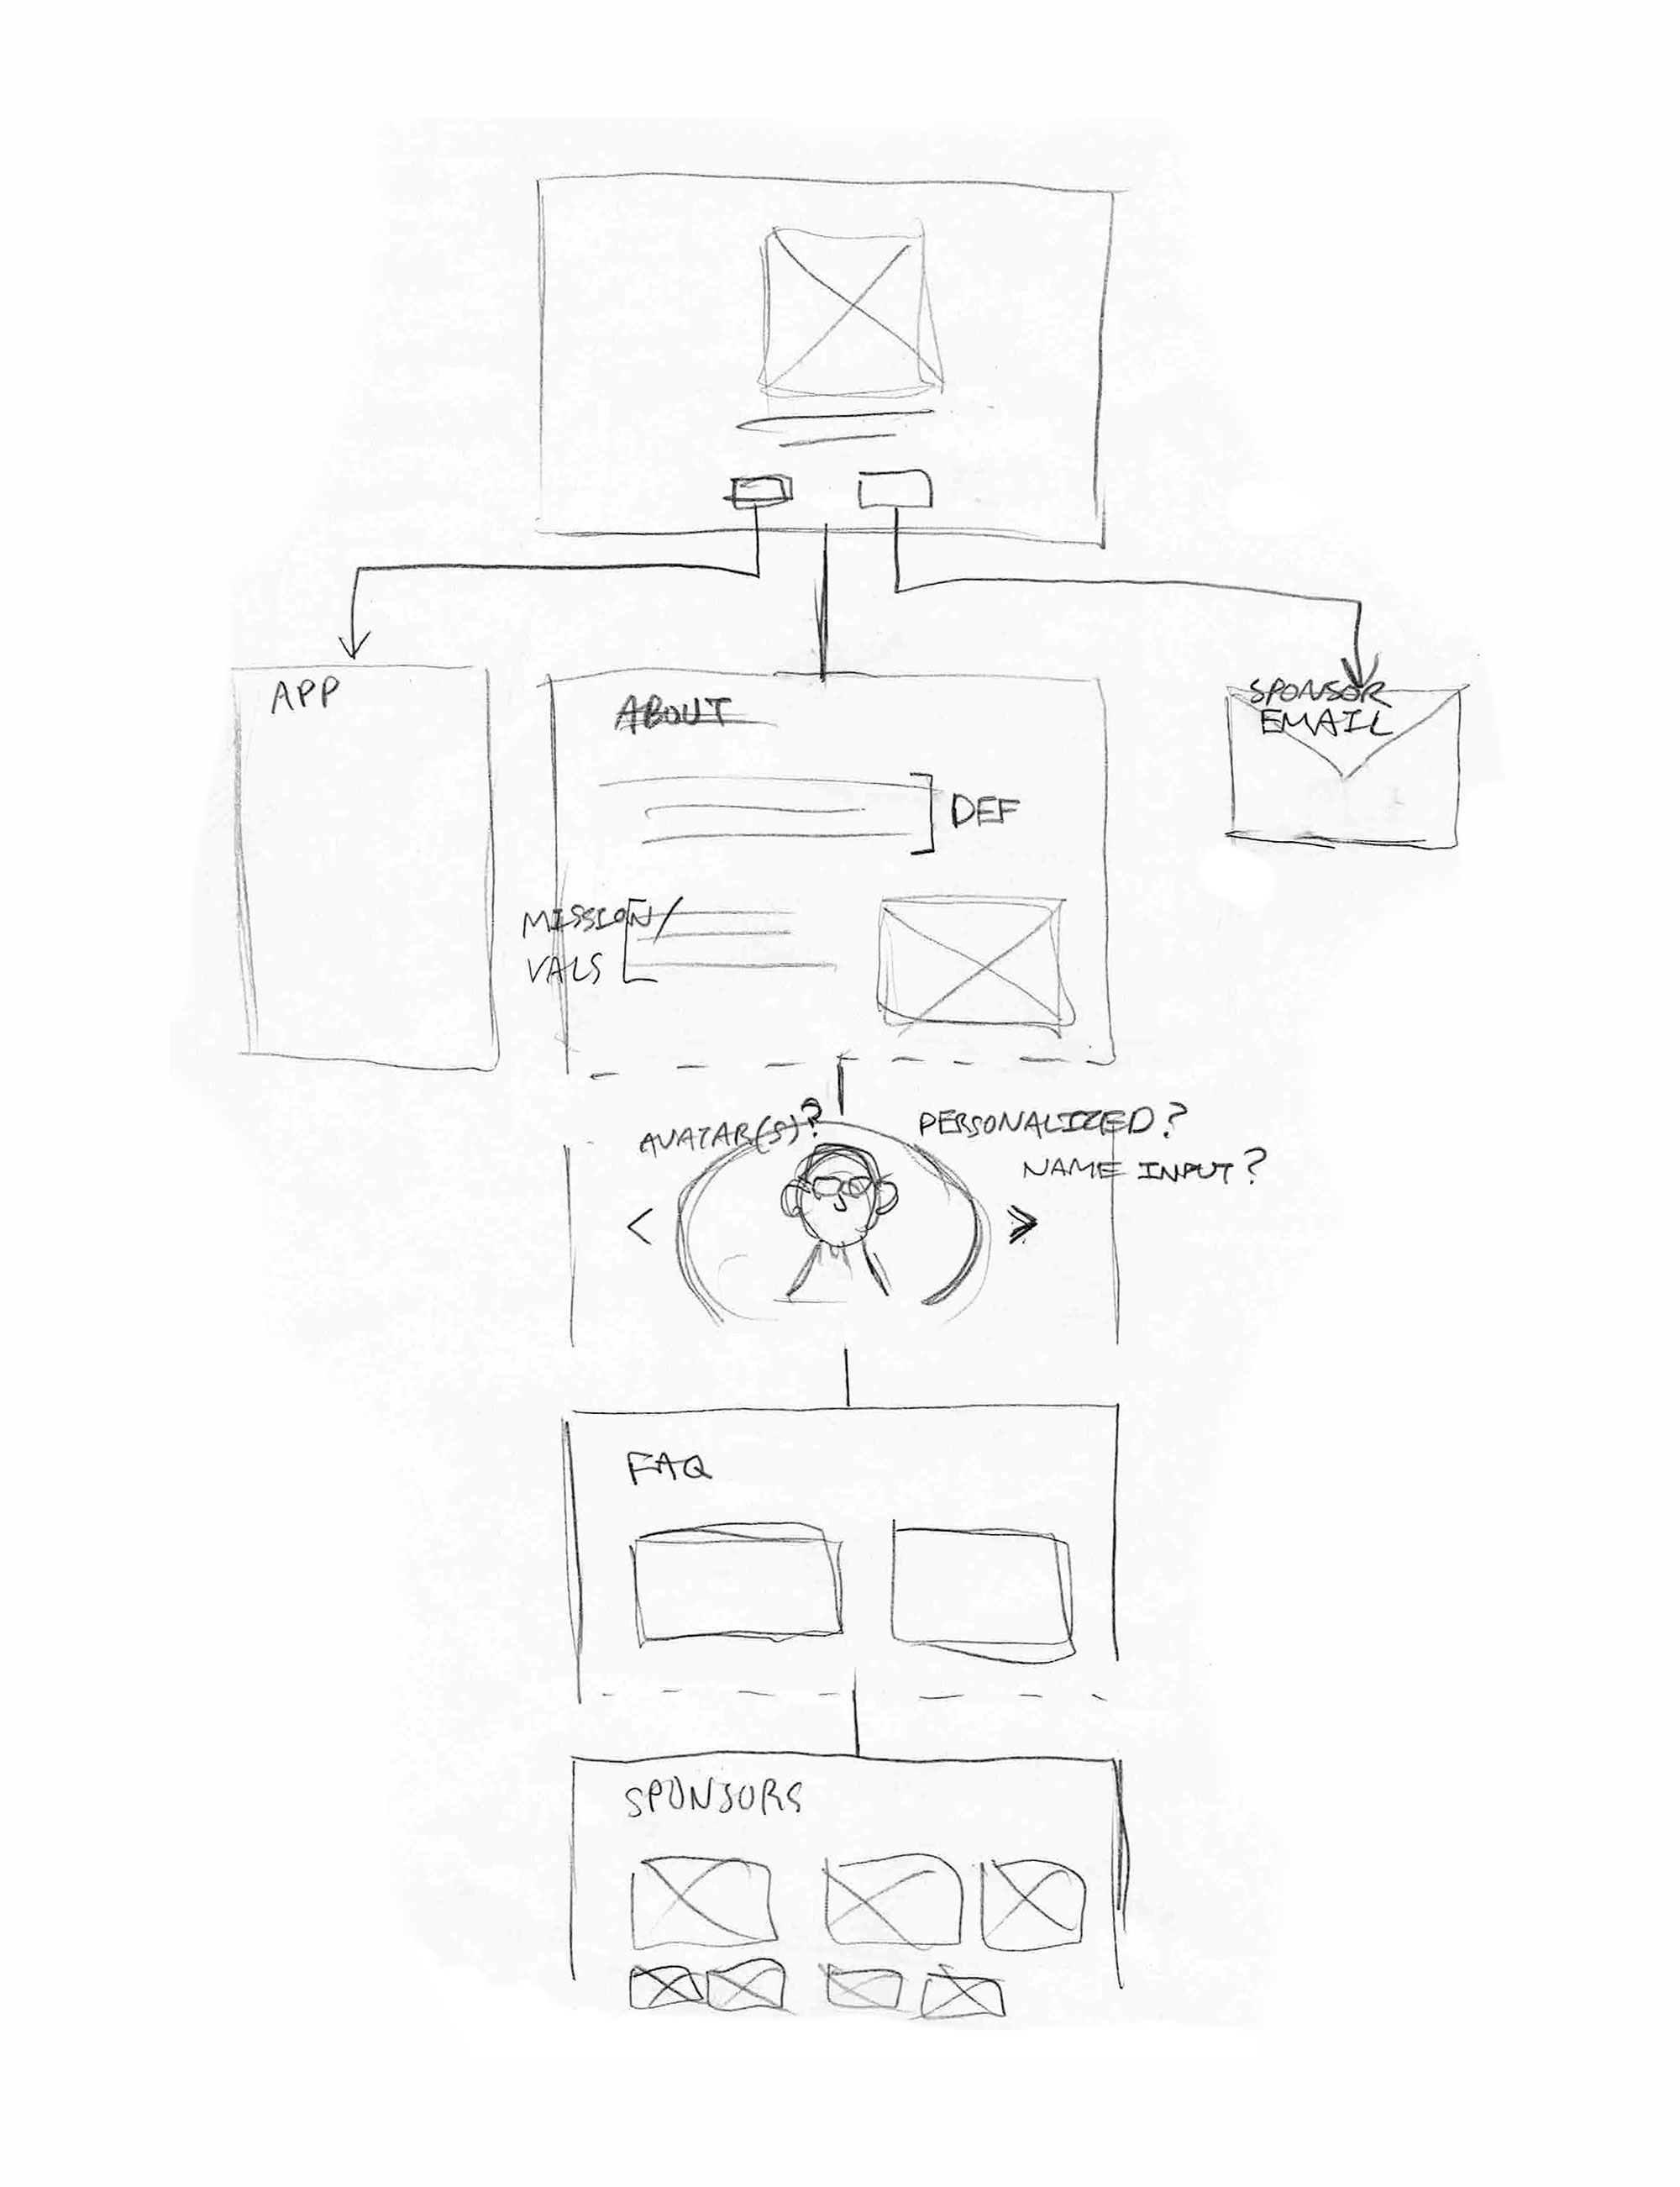 APP
ABOUT
SPONSOR
EMAIL
DEF
MISSION/
VALS
AVATAR(S)?
PERSONALIZED?
NAME INPUT?
<
>
FAQ
SPONSORS